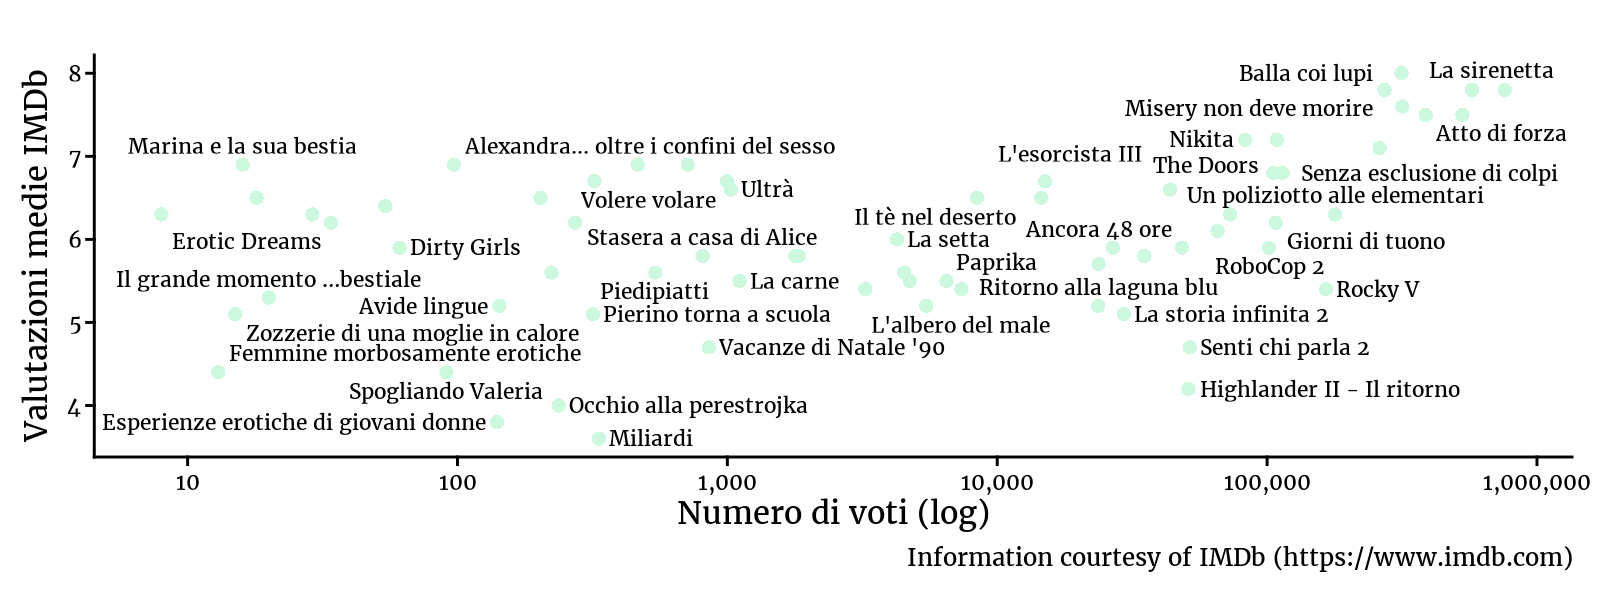 Valutazioni medie IMDb
8
7
6
5
4
Balla coi lupi
La sirenetta
Misery non deve morire
Atto di forza
Nikita
Marina e la sua bestia
Alexandra... oltre i confini del sesso
L'esorcista III
The Doors
Senza esclusione di colpi
Ultrà
Un poliziotto alle elementari
Volere volare
Il tè nel deserto
Ancora 48 ore
Erotic Dreams
Stasera a casa di Alice
La setta
Giorni di tuono
Dirty Girls
Paprika
RoboCop 2
Il grande momento ...bestiale
La carne
Ritorno alla laguna blu
Rocky V
Piedipiatti
Avide lingue
Pierino torna a scuola
La storia infinita 2
L'albero del male
Zozzerie di una moglie in calore
Femmine morbosamente erotiche
Vacanze di Natale '90
Senti chi parla 2
Spogliando Valeria
Highlander II - Il ritorno
Occhio alla perestrojka
Esperienze erotiche di giovani donne
Miliardi
10
100
1,000
10,000
100,000
1,000,000
Numero di voti (log)
Information courtesy of IMDb (https://www.imdb.com)